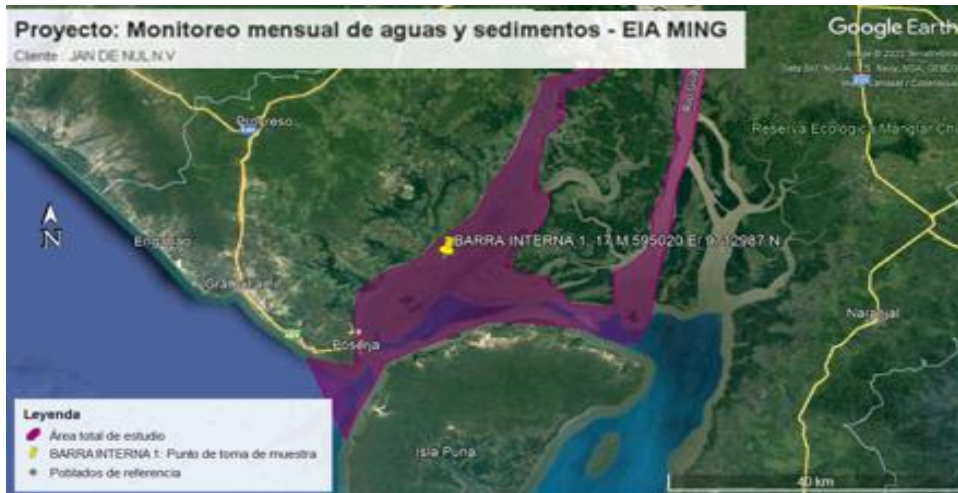 Proyecto: Monitoreo mensual de aguas y sedimentos - EIA MING
Cliente : JAN DE NUL N.V
Google Earth
Progreso
Reserva Ecológica Manglar Chu
N
BARRA INTERNA 1, 17 M 595020 E/ 9712987 N
Naranjal
Posorja
Leyenda
Área total de estudio
BARRA INTERNA 1: Punto de toma de muestra
Poblados de referencia
Isla Puna
40 km